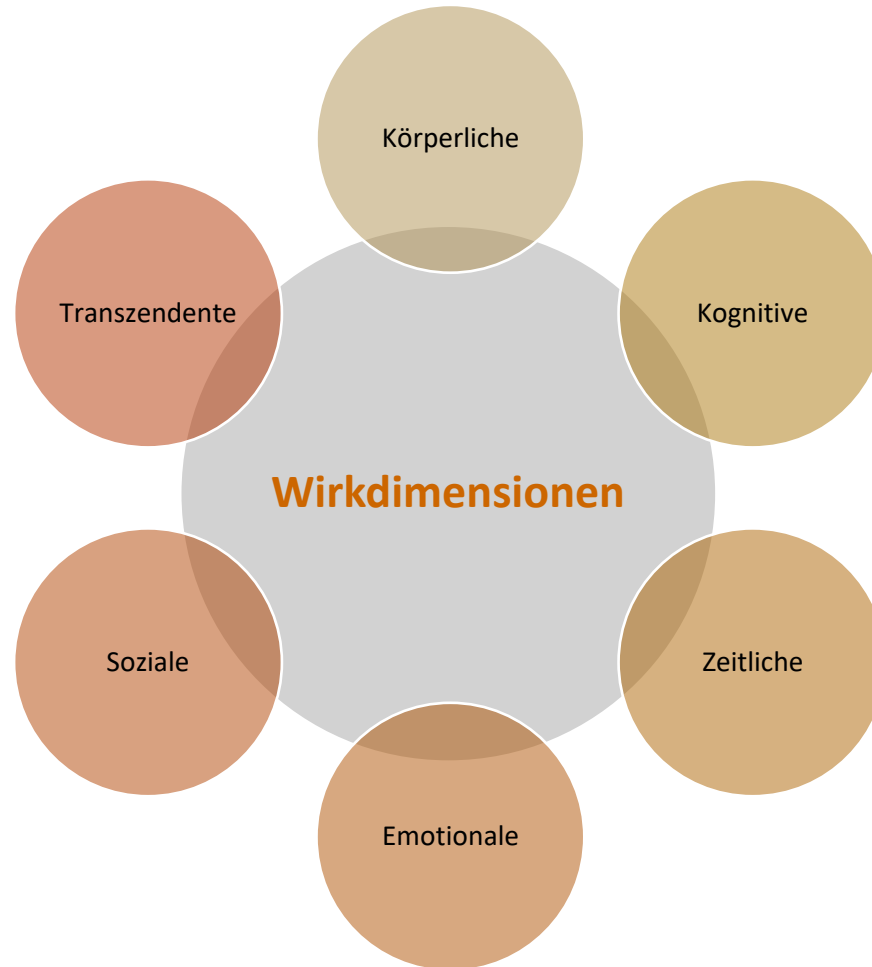 Körperliche
Transzendente
Kognitive
Wirkdimensionen
Soziale
Zeitliche
Emotionale